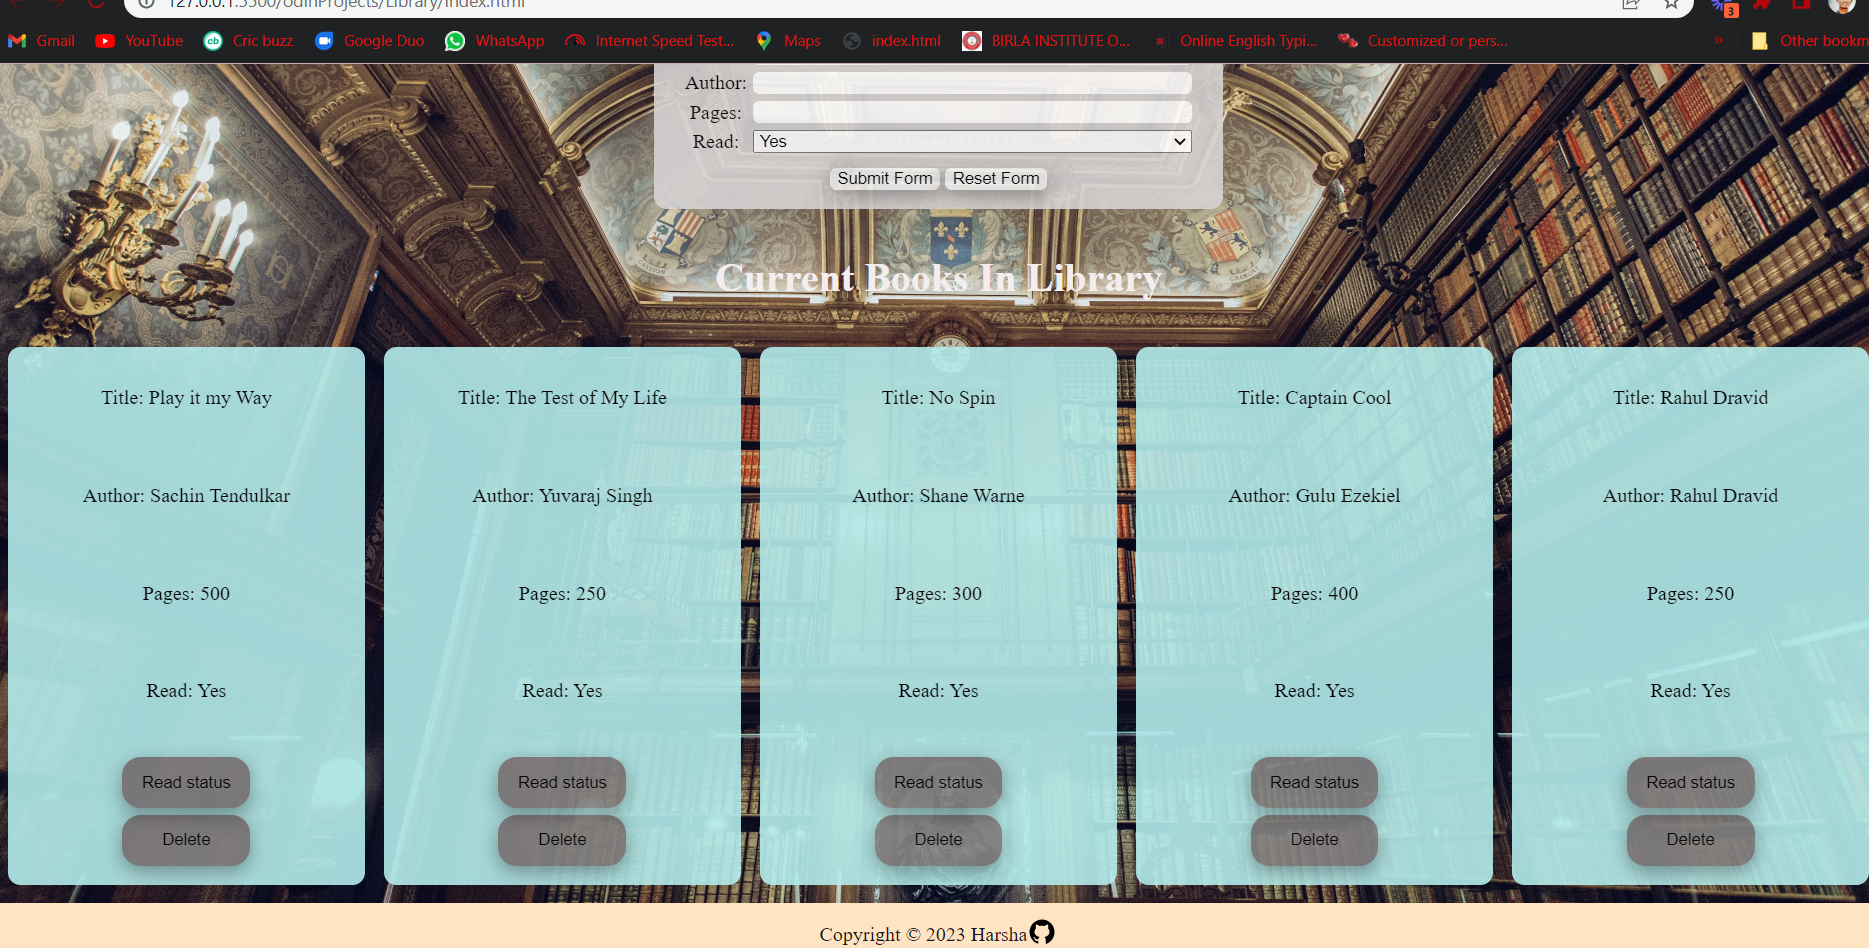 127.0.0.1:5500/odinProjects/Library/index.html
3
Gmail YouTube Cric buzz Google Duo WhatsApp Internet Speed Test... Maps index.html BIRLA INSTITUTE O... Online English Typi... Customized or pers... » Other bookm
Author:
Pages:
Read: Yes
Submit Form Reset Form
Current Books In Library
Title: Play it my Way
Author: Sachin Tendulkar
Pages: 500
Read: Yes
Read status
Delete
Title: The Test of My Life
Author: Yuvaraj Singh
Pages: 250
Read: Yes
Read status
Delete
Title: No Spin
Author: Shane Warne
Pages: 300
Read: Yes
Read status
Delete
Title: Captain Cool
Author: Gulu Ezekiel
Pages: 400
Read: Yes
Read status
Delete
Title: Rahul Dravid
Author: Rahul Dravid
Pages: 250
Read: Yes
Read status
Delete
Copyright © 2023 Harsha